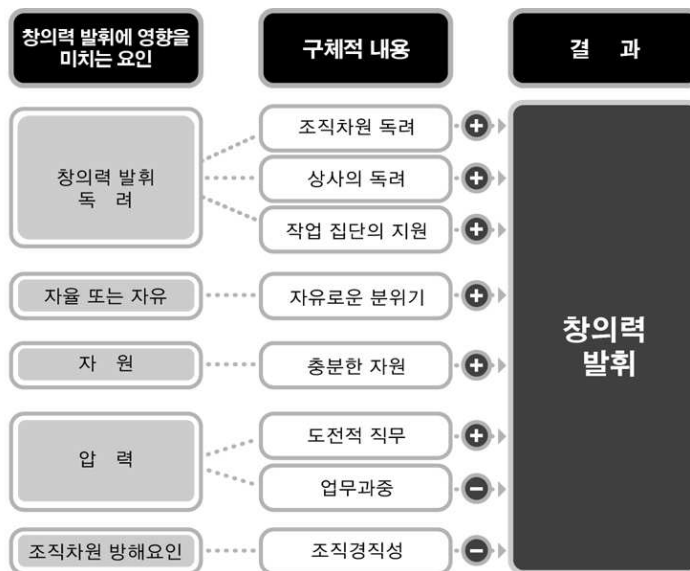 창의력 발휘에 영향을
미치는 요인
구체적 내용
결 과
창의력 발휘
독 려
조직차원 독려
상사의 독려
작업 집단의 지원
자율 또는 자유
자유로운 분위기
자 원
충분한 자원
압 력
도전적 직무
업무과중
조직차원 방해요인
조직경직성
창의력
발휘